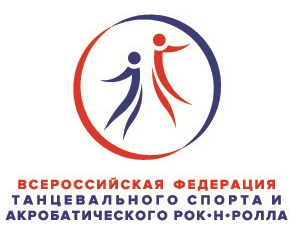 ВСЕРОССИЙСКАЯ ФЕДЕРАЦИЯ
ТАНЦЕВАЛЬНОГО СПОРТА И
АКРОБАТИЧЕСКОГО РОК•Н•РОЛЛА